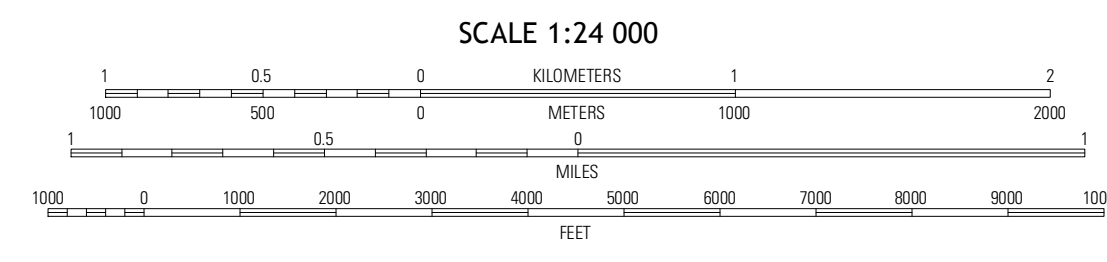 SCALE 1:24 000
1 0.5 0 KILOMETERS 1 2
1000 500 0 METERS 1000 2000
1 0.5 0 1
MILES
1000 0 1000 2000 3000 4000 5000 6000 7000 8000 9000 100
FEET